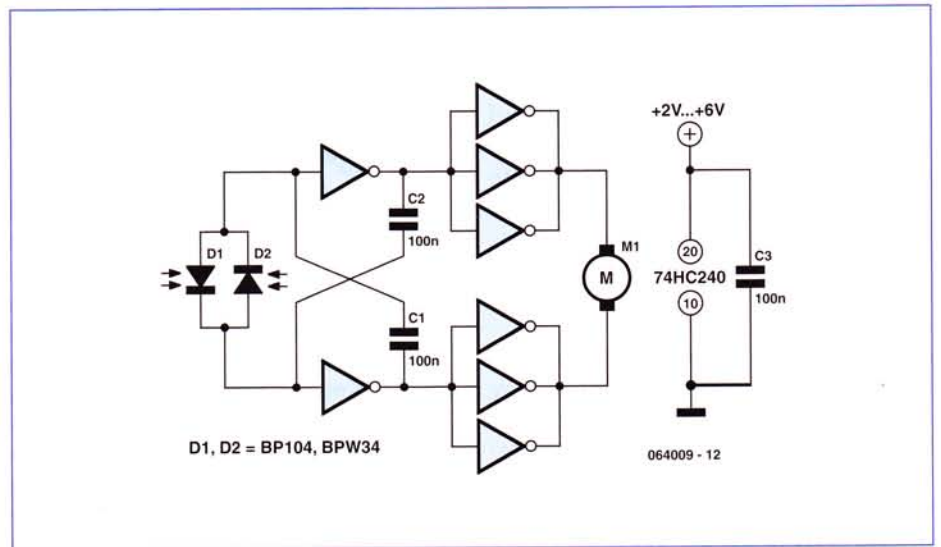 +2V...+6V
+
C2
100n
D1
D2
M1
M
20
74HC240
10
C3
100n
C1
100n
D1, D2 = BP104, BPW34
064009 - 12